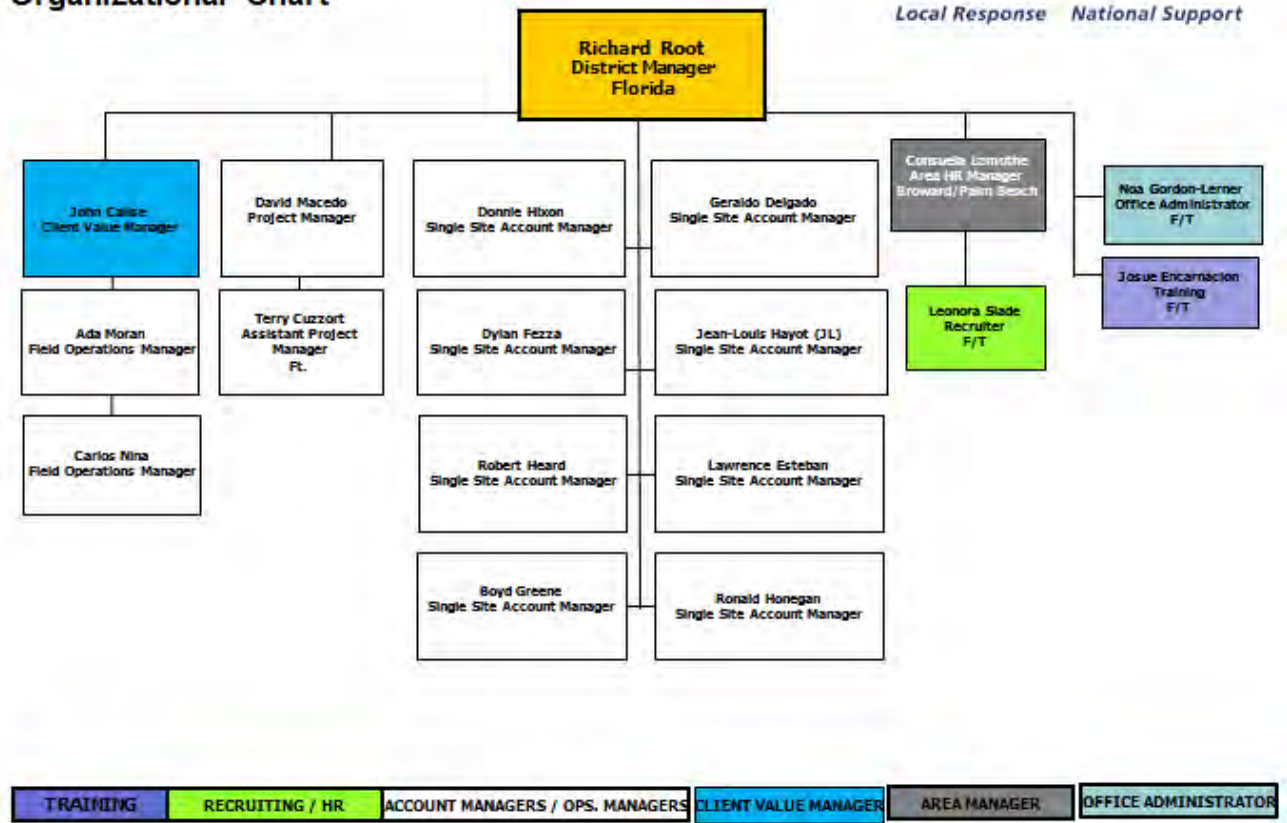 Organizational Chart
Local Response National Support
Richard Root
District Manager
Florida
John Calise
Client Value Manager
David Macedo
Project Manager
Donnie Hixon
Single Site Account Manager
Geraldo Delgado
Single Site Account Manager
Consuela Lamothe
Area HR Manager
Broward/Palm Beach
Noa Gordon-Lerner
Office Administrator
F/T
Ada Moran
Field Operations Manager
Terry Cuzzort
Assistant Project
Manager
Ft.
Dylan Fezza
Single Site Account Manager
Jean-Louis Hayot (JL)
Single Site Account Manager
Leonora Slade
Recruiter
F/T
Josue Encarnacion
Training
F/T
Carlos Nina
Field Operations Manager
Robert Heard
Single Site Account Manager
Lawrence Esteban
Single Site Account Manager
Boyd Greene
Single Site Account Manager
Ronald Honegan
Single Site Account Manager
TRAINING
RECRUITING / HR
ACCOUNT MANAGERS / OPS. MANAGERS
CLIENT VALUE MANAGER
AREA MANAGER
OFFICE ADMINISTRATOR